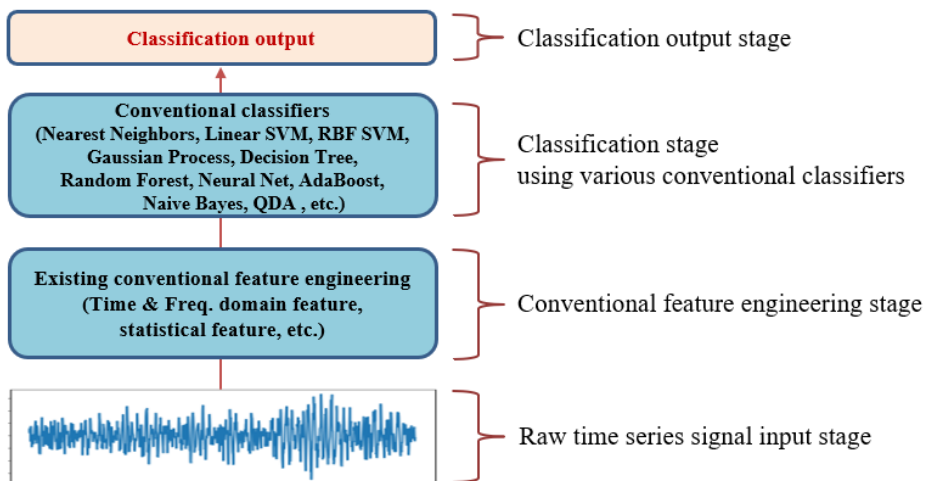 Classification output
Classification output stage
Conventional classifiers
(Nearest Neighbors, Linear SVM, RBF SVM,
Gaussian Process, Decision Tree,
Random Forest, Neural Net, AdaBoost,
Naive Bayes, QDA , etc.)
Classification stage
using various conventional classifiers
Existing conventional feature engineering
(Time & Freq. domain feature,
statistical feature, etc.)
Conventional feature engineering stage
Raw time series signal input stage